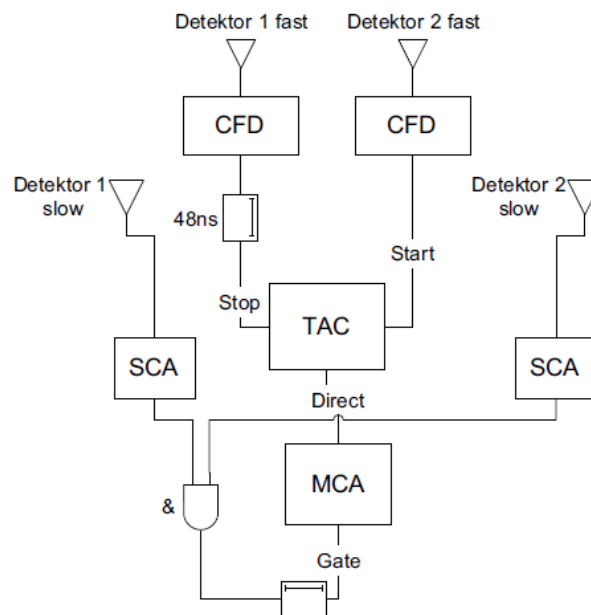 Detektor 1 fast
Detektor 2 fast
CFD
CFD
Detektor 1
slow
Detektor 2
slow
48ns
Start
Stop
TAC
SCA
SCA
Direct
MCA
&
Gate